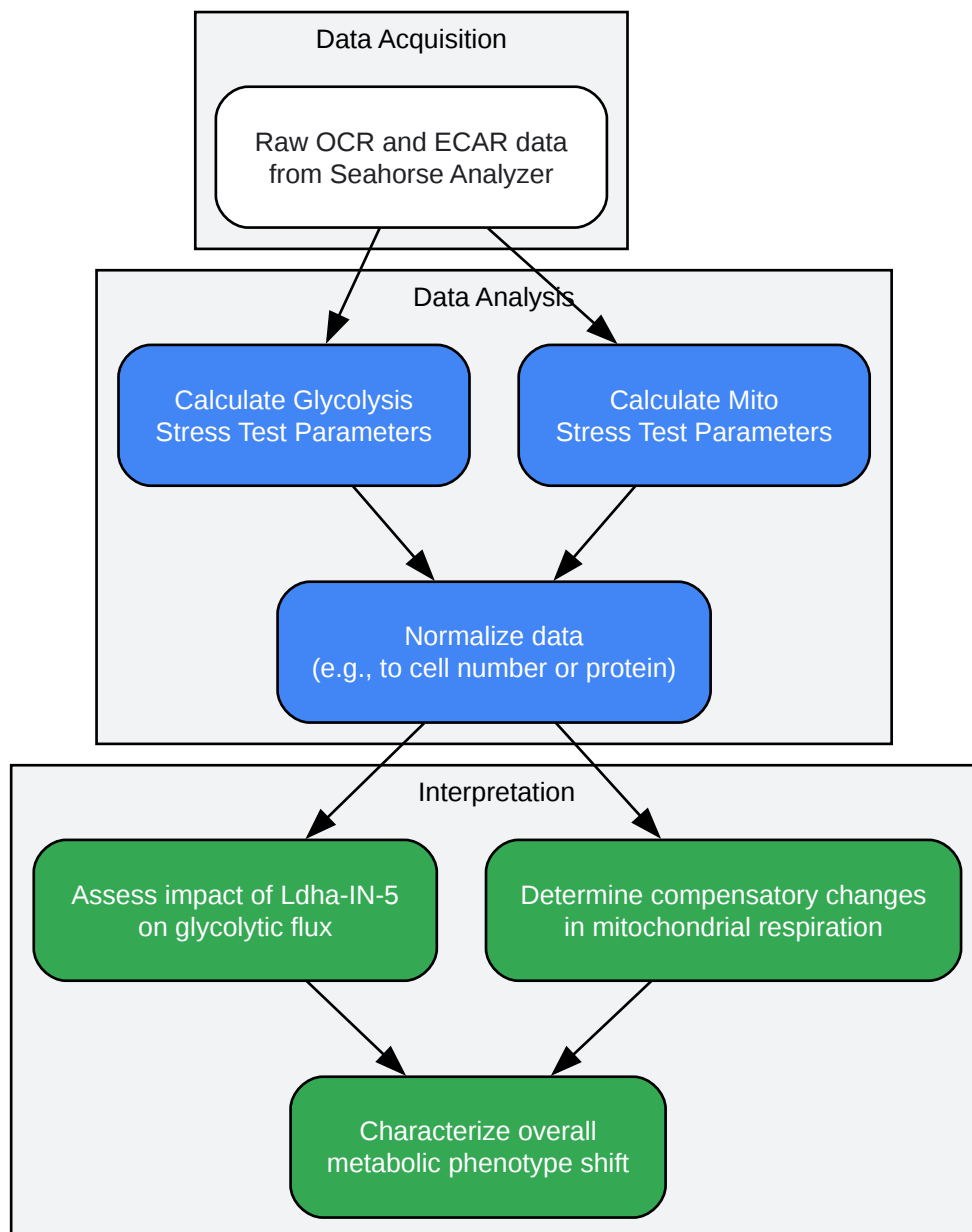 Data Acquisition
Raw OCR and ECAR data
from Seahorse Analyzer
Data Analysis
Calculate Glycolysis
Stress Test Parameters
Calculate Mito
Stress Test Parameters
Normalize data
(e.g., to cell number or protein)
Interpretation
Assess impact of Ldha-IN-5
on glycolytic flux
Determine compensatory changes
in mitochondrial respiration
Characterize overall
metabolic phenotype shift